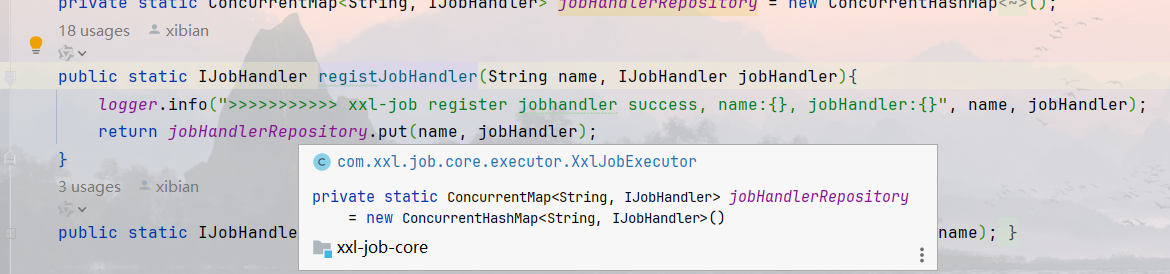 private static ConcurrentMap<String, IJobHandler> jobHandlerRepository = new ConcurrentHashMap<~>();
18 usages xibian
public static IJobHandler registJobHandler(String name, IJobHandler jobHandler){
logger.info(">>>>>>>>>>> xxl-job register jobhandler success, name:{}, jobHandler:{}", name, jobHandler);
return jobHandlerRepository.put(name, jobHandler);
}
C com.xxl.job.core.executor.XxlJobExecutor
3 usages xibian
private static ConcurrentMap<String, IJobHandler> jobHandlerRepository
= new ConcurrentHashMap<String, IJobHandler>()
public static IJobHandle name); }
xxl-job-core